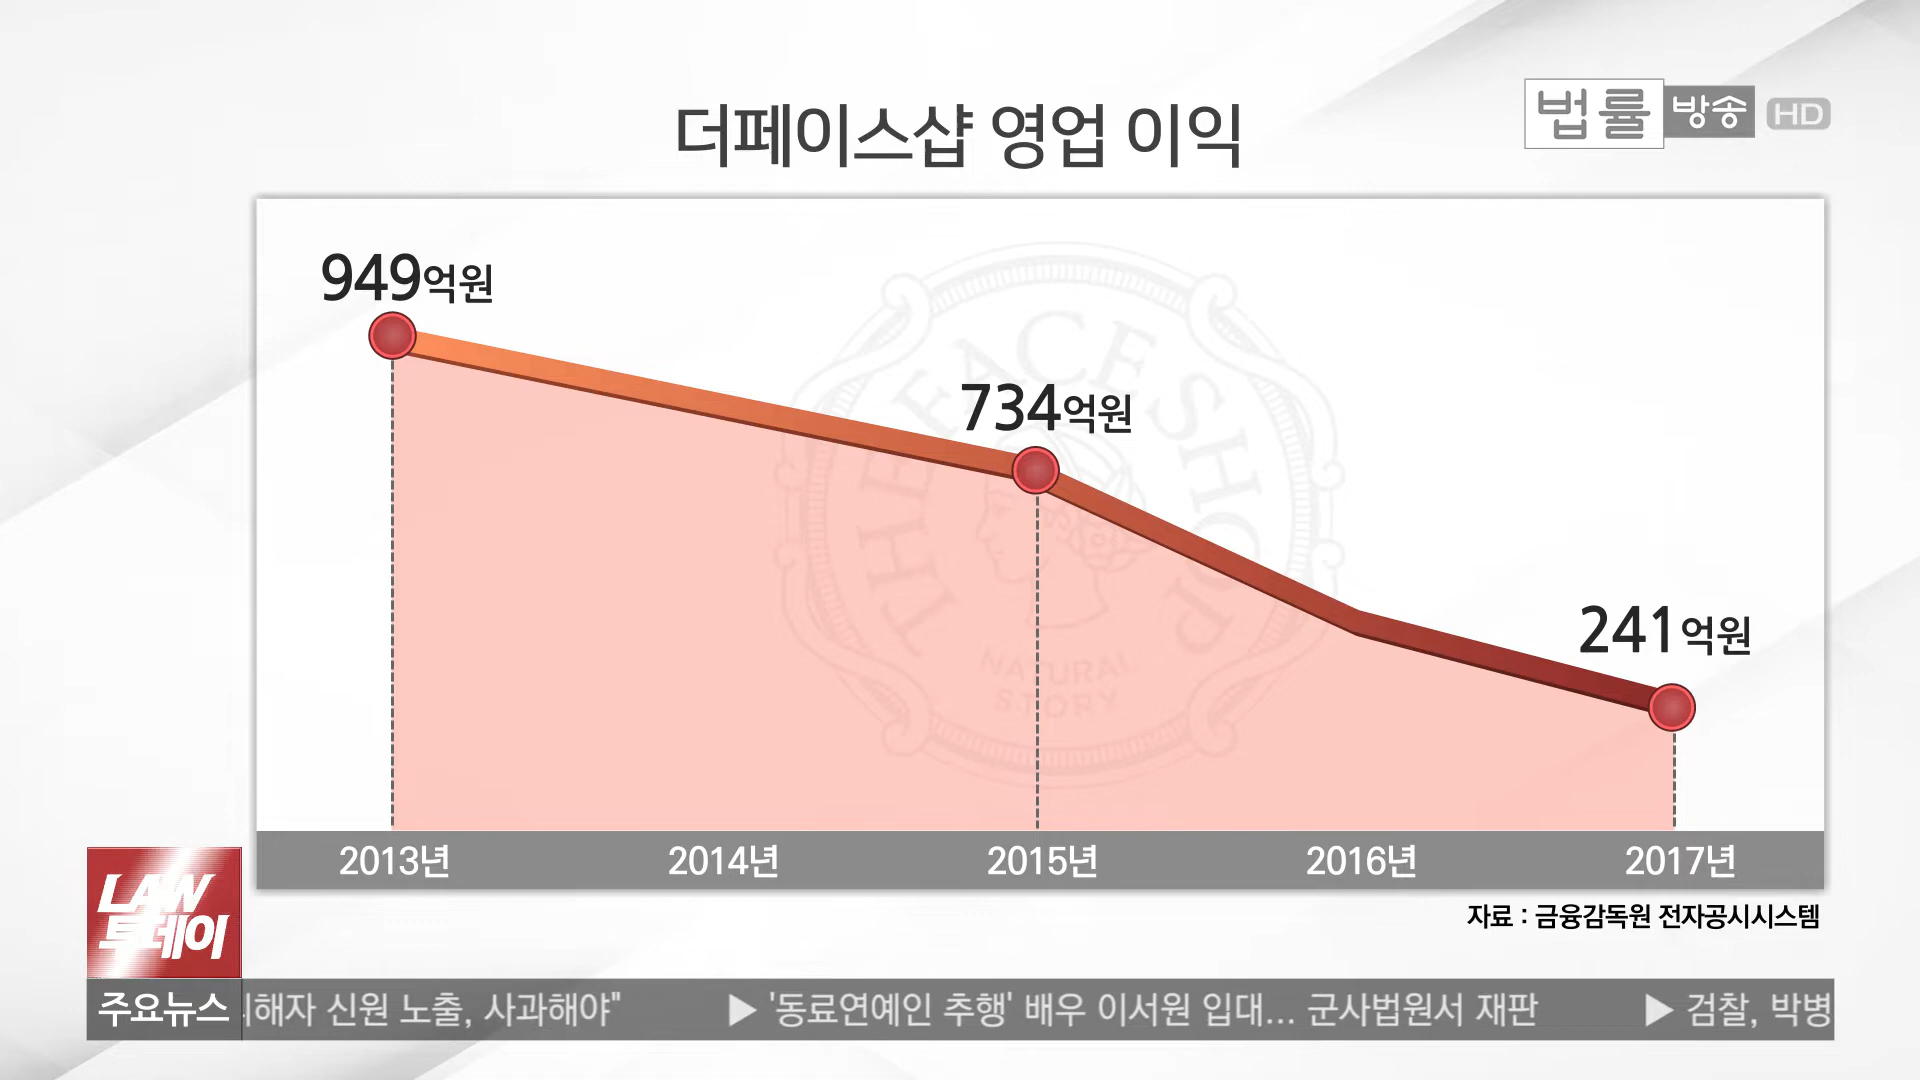 더페이스샵 영업 이익
법률방송 HD
949억원
734억원
241억원
THE FACE SHOP
NATURAL
STORY
2013년 2014년 2015년 2016년 2017년
자료 : 금융감독원 전자공시시스템
LAW
투데이
주요뉴스 해자 신원 노출, 사과해야" ▶ '동료연예인 추행' 배우 이서원 입대... 군사법원서 재판 ▶ 검찰, 박병